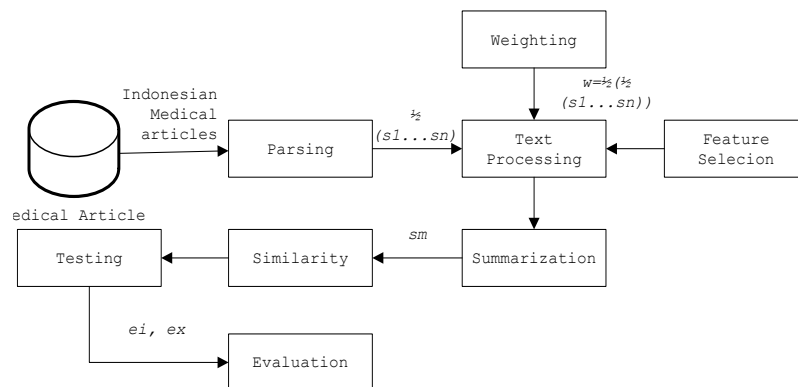 Weighting
w=½(½
(s1...sn))
Indonesian
Medical
articles
½
(s1...sn)
Parsing
Text
Processing
Feature
Selecion
edical Article
Testing
Similarity
sm
Summarization
ei, ex
Evaluation